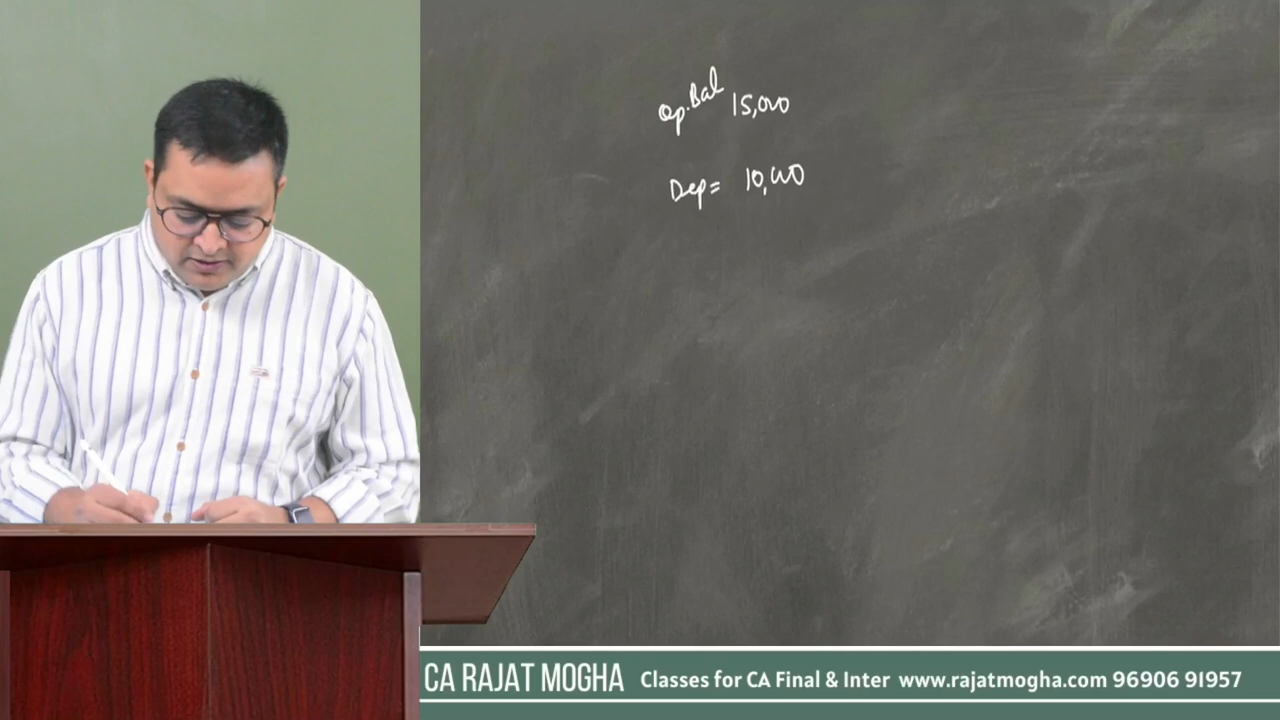 Op. Bal 15,000
Dep = 10,000
CA RAJAT MOGHA Classes for CA Final & Inter www.rajatmogha.com 96906 91957